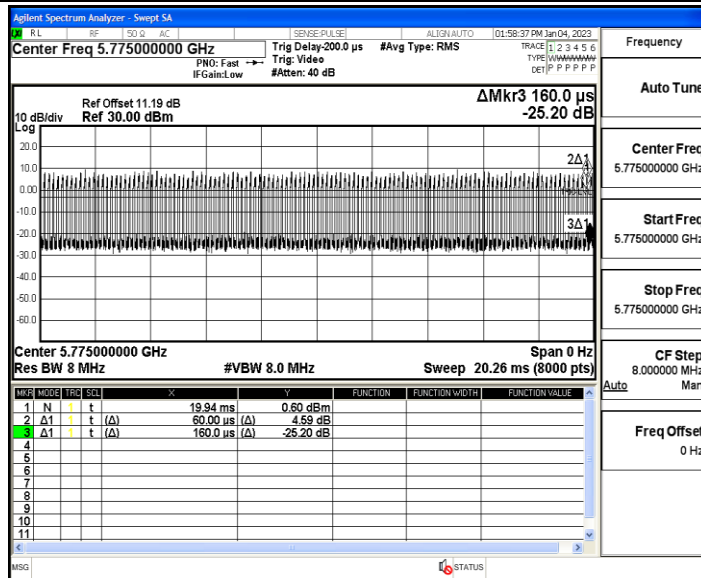 Agilent Spectrum Analyzer - Swept SA
RL RF 50 Ω AC SENSE:PULSE ALIGN AUTO 01:58:37 PM Jan 04, 2023
Center Freq 5.775000000 GHz
PNO: Fast
IFGain:Low
Trig Delay-200.0 µs
Trig: Video
#Atten: 40 dB
#Avg Type: RMS
TRACE 1 2 3 4 5 6
TYPE
DET P P P P P P
Frequency
Ref Offset 11.19 dB
10 dB/div Ref 30.00 dBm
Log
ΔMkr3 160.0 µs
-25.20 dB
20.0
10.0
0.00
-10.0
-20.0
-30.0
-40.0
-50.0
-60.0
2Δ1
3Δ1
Center 5.775000000 GHz Span 0 Hz
Res BW 8 MHz #VBW 8.0 MHz Sweep 20.26 ms (8000 pts)
MKR MODE TRC SCL X Y FUNCTION FUNCTION WIDTH FUNCTION VALUE
1 N 1 t 19.94 ms 0.60 dBm
2 Δ1 1 t (Δ) 60.00 µs (Δ) 4.59 dB
3 Δ1 1 t (Δ) 160.0 µs (Δ) -25.20 dB
4
5
6
7
8
9
10
11
MSG STATUS
Auto Tune
Center Freq
5.775000000 GHz
Start Freq
5.775000000 GHz
Stop Freq
5.775000000 GHz
CF Step
8.000000 MHz
Auto Man
Freq Offset
0 Hz